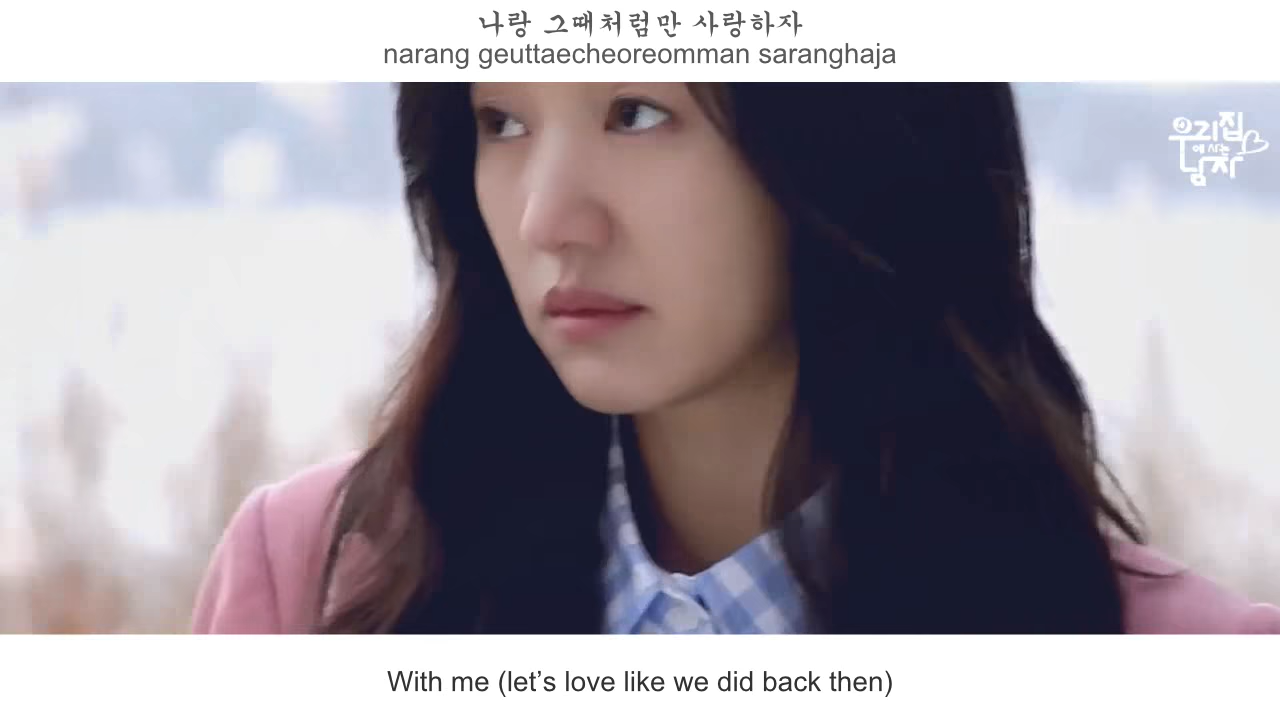 나랑 그때처럼만 사랑하자
narang geuttaecheoreomman saranghaja
우리집
에 사는
남자
With me (let’s love like we did back then)